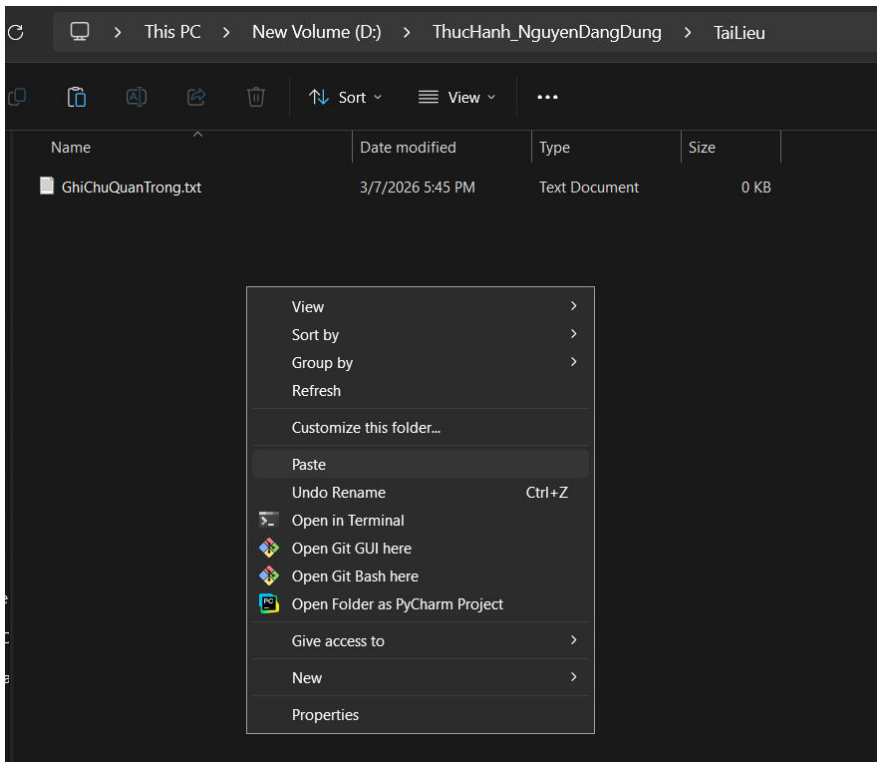 This PC > New Volume (D:) > ThucHanh_NguyenDangDung > TaiLieu
Sort View
Name Date modified Type Size
GhiChuQuanTrong.txt 3/7/2026 5:45 PM Text Document 0 KB
View
Sort by
Group by
Refresh
Customize this folder...
Paste
Undo Rename Ctrl+Z
Open in Terminal
Open Git GUI here
Open Git Bash here
Open Folder as PyCharm Project
Give access to
New
Properties